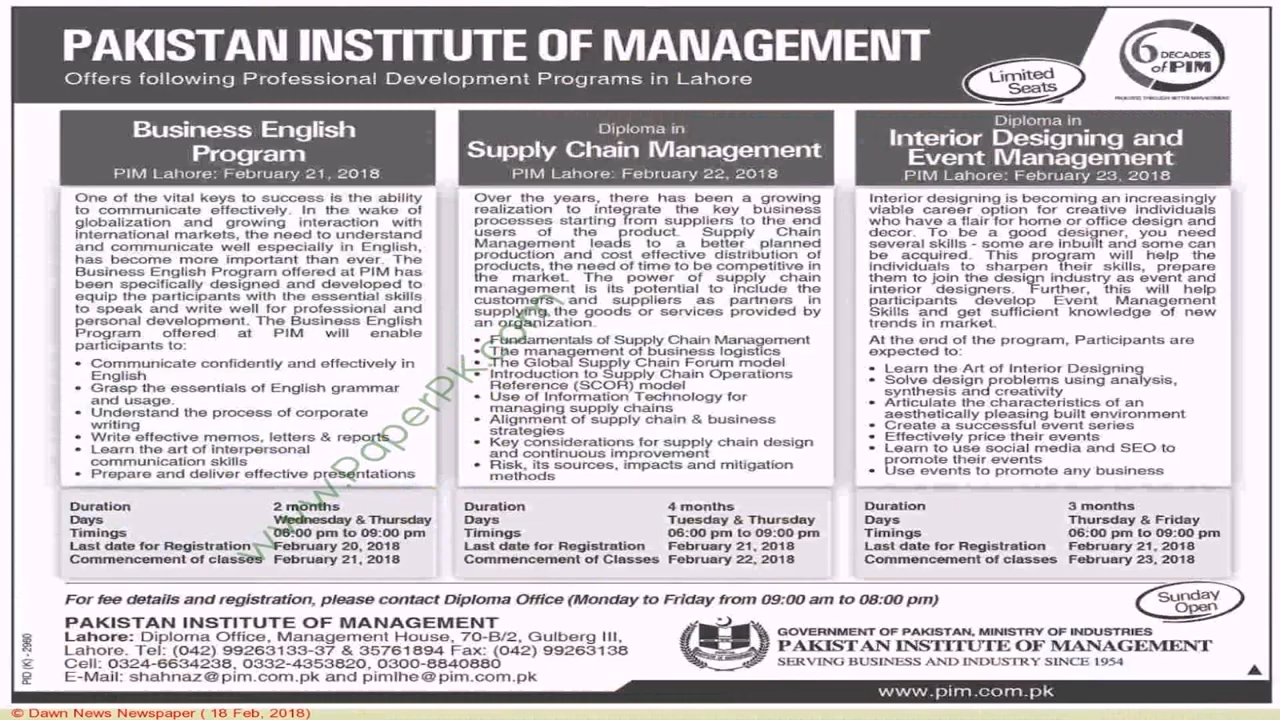 PAKISTAN INSTITUTE OF MANAGEMENT
Offers following Professional Development Programs in Lahore
Limited
Seats
6 DECADES
of PIM
Business English
Program
PIM Lahore: February 21, 2018
One of the vital keys to success is the ability
to communicate effectively. In the wake of
globalization and growing interaction with
international markets, the need to understand
and communicate well especially in English,
has become more important than ever. The
Business English Program offered at PIM has
been specifically designed and developed to
equip the participants with the essential skills
to speak and write well for professional and
personal development. The Business English
Program offered at PIM will enable
participants to:
• Communicate confidently and effectively in
English
• Grasp the essentials of English grammar
and usage.
• Understand the process of corporate
writing
• Write effective memos, letters & reports
• Learn the art of interpersonal
communication skills
• Prepare and deliver effective presentations
Duration 2 months
Days Wednesday & Thursday
Timings 06:00 pm to 09:00 pm
Last date for Registration February 20, 2018
Commencement of classes February 21, 2018
Diploma in
Supply Chain Management
PIM Lahore: February 22, 2018
Over the years, there has been a growing
realization to integrate the key business
processes starting from suppliers to the end
users of the product. Supply Chain
Management leads to a better planned
production and cost effective distribution of
products, the need of time to be competitive in
the market. The power of supply chain
management is its potential to include the
customers and suppliers as partners in
supplying the goods or services provided by
an organization.
• Fundamentals of Supply Chain Management
• The management of business logistics
• The Global Supply Chain Forum model
• Introduction to Supply Chain Operations
Reference (SCOR) model
• Use of Information Technology for
managing supply chains
• Alignment of supply chain & business
strategies
• Key considerations for supply chain design
and continuous improvement
• Risk, its sources, impacts and mitigation
methods
Duration 4 months
Days Tuesday & Thursday
Timings 06:00 pm to 09:00 pm
Last date for Registration February 21, 2018
Commencement of Classes February 22, 2018
Diploma in
Interior Designing and
Event Management
PIM Lahore: February 23, 2018
Interior designing is becoming an increasingly
viable career option for creative individuals
who have a flair for home or office design and
decor. To be a good designer, you need
several skills - some are inbuilt and some can
be acquired. This program will help the
individuals to sharpen their skills, prepare
them to join the design industry as event and
interior designers. Further, this will help
participants develop Event Management
Skills and get sufficient knowledge of new
trends in market.
At the end of the program, Participants are
expected to:
• Learn the Art of Interior Designing
• Solve design problems using analysis,
synthesis and creativity
• Articulate the characteristics of an
aesthetically pleasing built environment
• Create a successful event series
• Effectively price their events
• Learn to use social media and SEO to
promote their events
• Use events to promote any business
Duration 3 months
Days Thursday & Friday
Timings 06:00 pm to 09:00 pm
Last date for Registration February 21, 2018
Commencement of classes February 23, 2018
www.PaperPK.com
For fee details and registration, please contact Diploma Office (Monday to Friday from 09:00 am to 08:00 pm)
Sunday
Open
PAKISTAN INSTITUTE OF MANAGEMENT
Lahore: Diploma Office, Management House, 70-B/2, Gulberg III,
Lahore. Tel: (042) 99263133-37 & 35761894 Fax: (042) 99263138
Cell: 0324-6634238, 0332-4353820, 0300-8840880
E-Mail: shahnaz@pim.com.pk and pimlhe@pim.com.pk
PID (K) - 2960
GOVERNMENT OF PAKISTAN, MINISTRY OF INDUSTRIES
PAKISTAN INSTITUTE OF MANAGEMENT
SERVING BUSINESS AND INDUSTRY SINCE 1954
www.pim.com.pk
© Dawn News Newspaper ( 18 Feb, 2018)